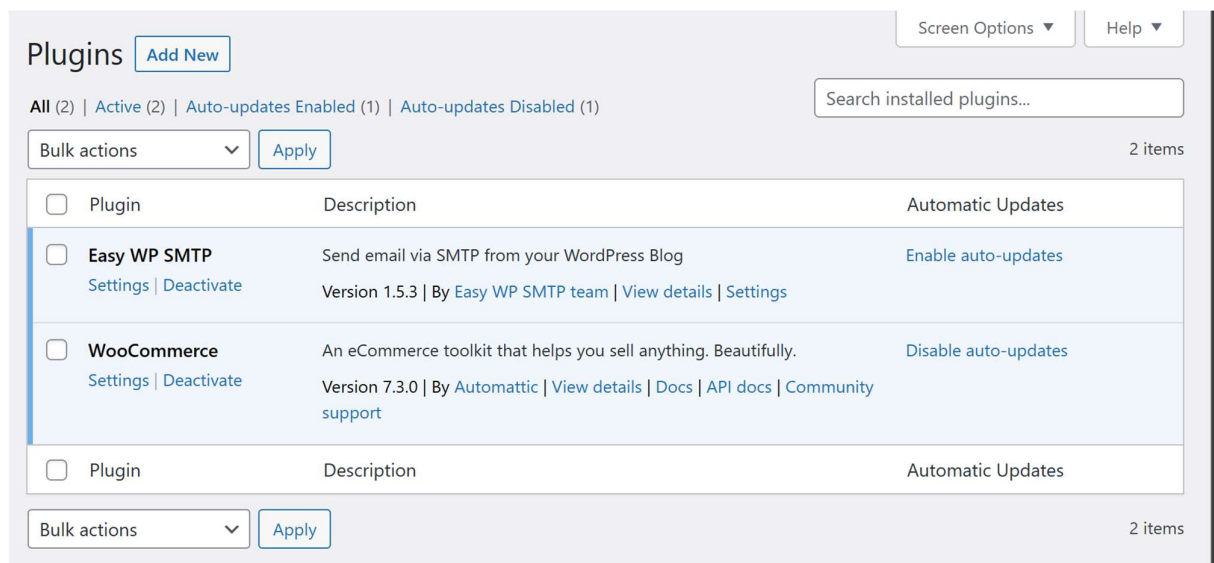 Screen Options ▼ Help ▼
Plugins Add New
All (2) | Active (2) | Auto-updates Enabled (1) | Auto-updates Disabled (1)
Search installed plugins...
Bulk actions Apply 2 items
Plugin Description Automatic Updates
Easy WP SMTP Send email via SMTP from your WordPress Blog Enable auto-updates
Settings | Deactivate Version 1.5.3 | By Easy WP SMTP team | View details | Settings
WooCommerce An eCommerce toolkit that helps you sell anything. Beautifully. Disable auto-updates
Settings | Deactivate Version 7.3.0 | By Automattic | View details | Docs | API docs | Community
support
Plugin Description Automatic Updates
Bulk actions Apply 2 items